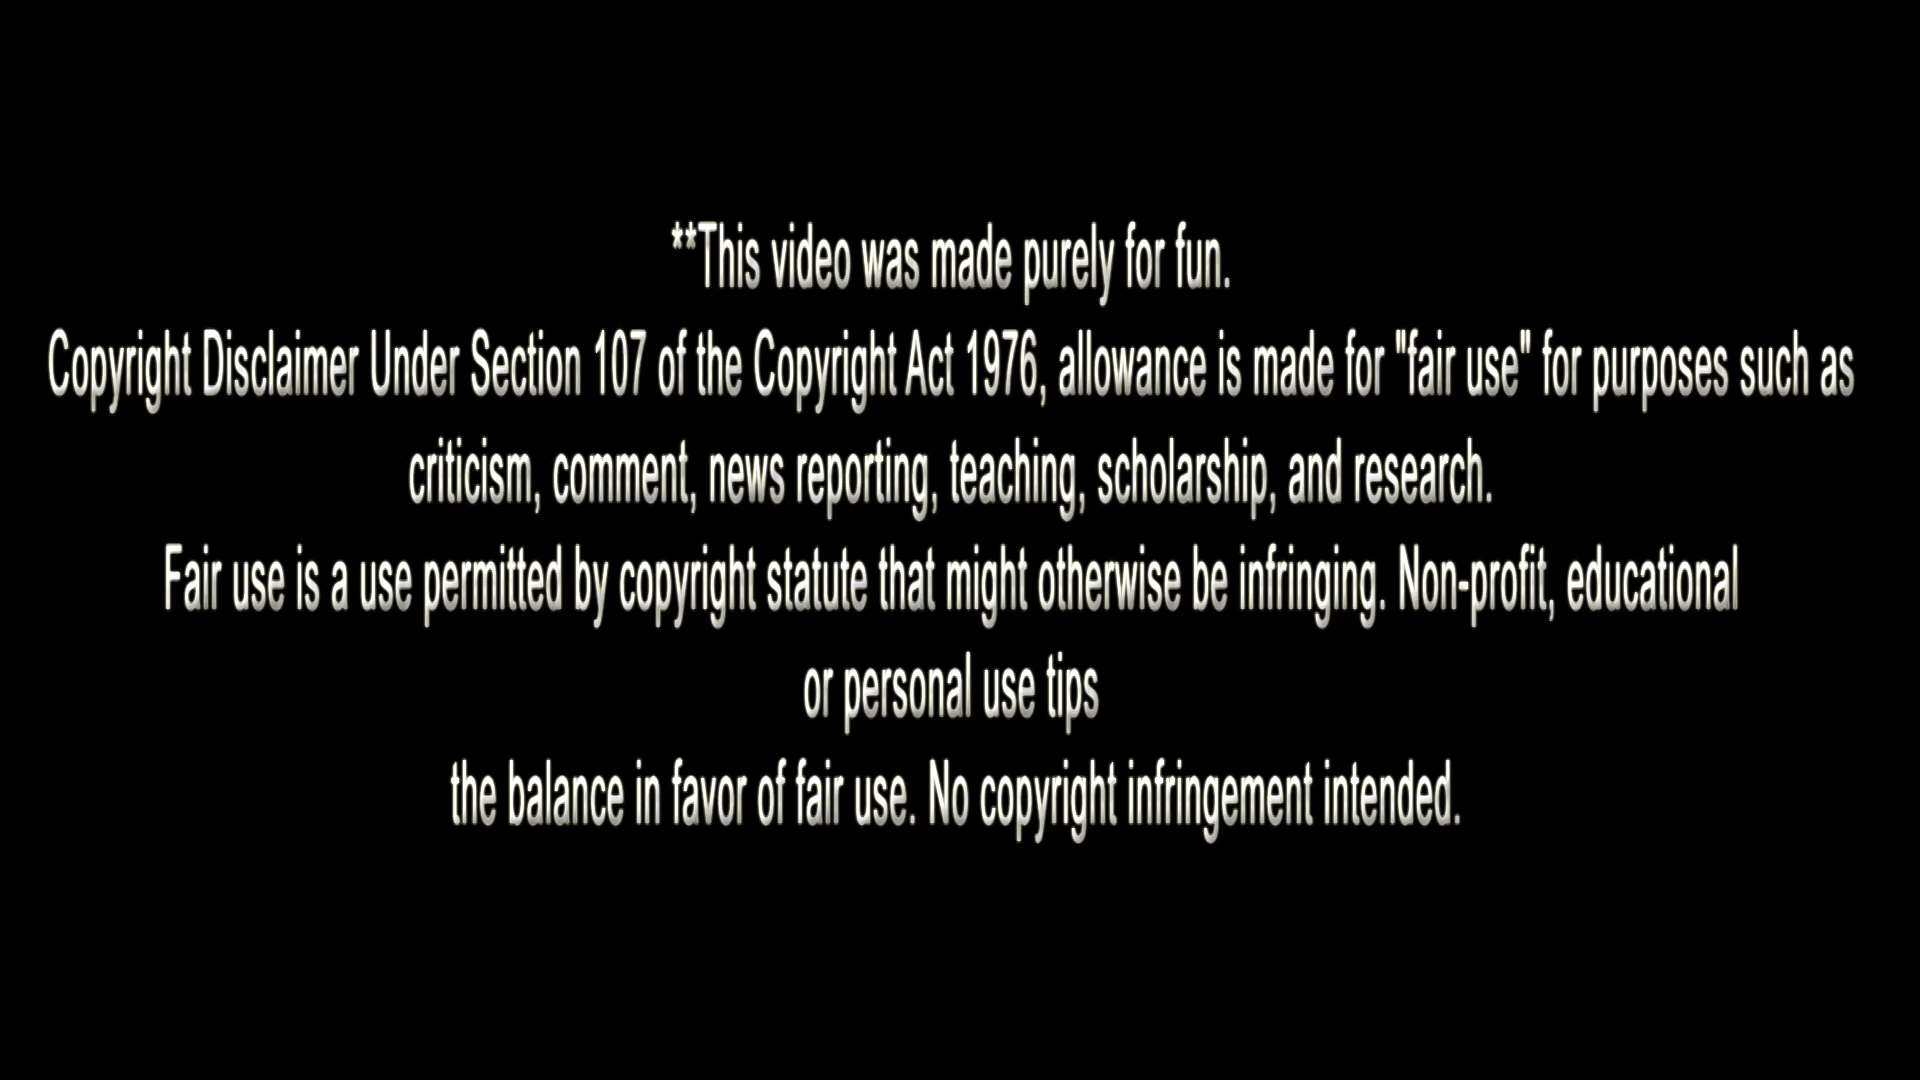 **This video was made purely for fun.
Copyright Disclaimer Under Section 107 of the Copyright Act 1976, allowance is made for "fair use" for purposes such as
criticism, comment, news reporting, teaching, scholarship, and research.
Fair use is a use permitted by copyright statute that might otherwise be infringing. Non-profit, educational
or personal use tips
the balance in favor of fair use. No copyright infringement intended.